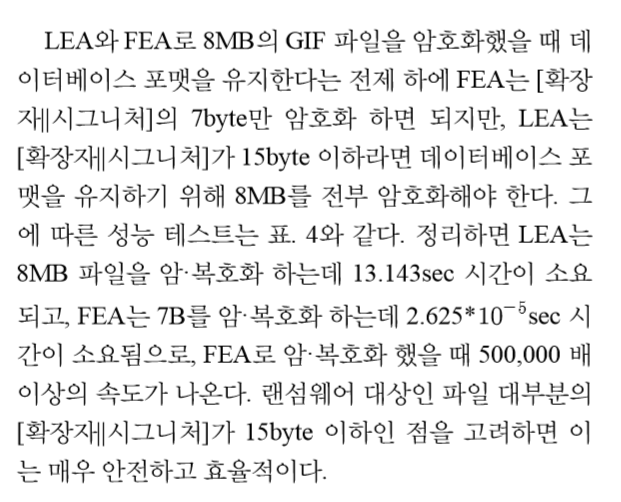 LEA와 FEA로 8MB의 GIF 파일을 암호화했을 때 데
이터베이스 포맷을 유지한다는 전제 하에 FEA는 [확장
자||시그니처]의 7byte만 암호화 하면 되지만, LEA는
[확장자||시그니처]가 15byte 이하라면 데이터베이스 포
맷을 유지하기 위해 8MB를 전부 암호화해야 한다. 그
에 따른 성능 테스트는 표. 4와 같다. 정리하면 LEA는
8MB 파일을 암·복호화 하는데 13.143sec 시간이 소요
되고, FEA는 7B를 암·복호화 하는데 2.625*10⁻⁵sec 시
간이 소요됨으로, FEA로 암·복호화 했을 때 500,000 배
이상의 속도가 나온다. 랜섬웨어 대상인 파일 대부분의
[확장자||시그니처]가 15byte 이하인 점을 고려하면 이
는 매우 안전하고 효율적이다.